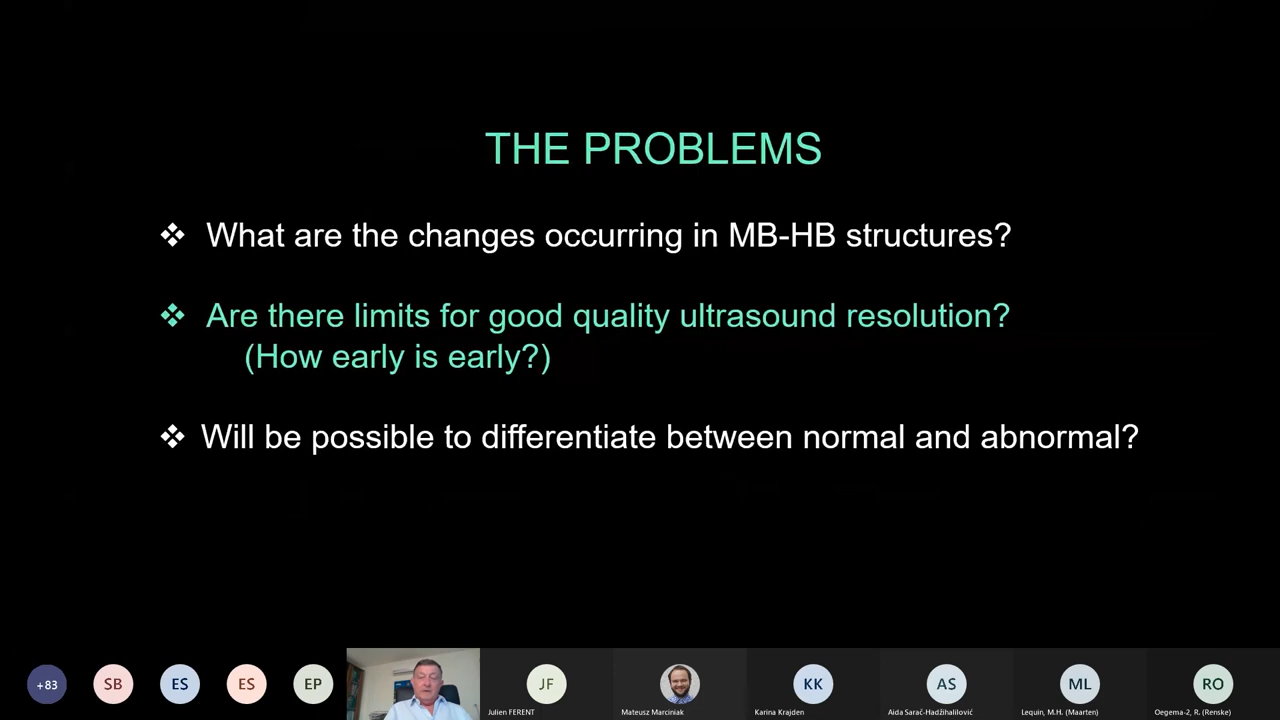 THE PROBLEMS
❖ What are the changes occurring in MB-HB structures?
❖ Are there limits for good quality ultrasound resolution?
(How early is early?)
❖ Will be possible to differentiate between normal and abnormal?
+83
SB
ES
ES
EP
JF
KK
AS
ML
RO
Julien FERENT
Mateusz Marciniak
Karina Krajden
Aida Sarač-Hadžihalilović
Lequin, M.H. (Maarten)
Oegema-2, R. (Renske)